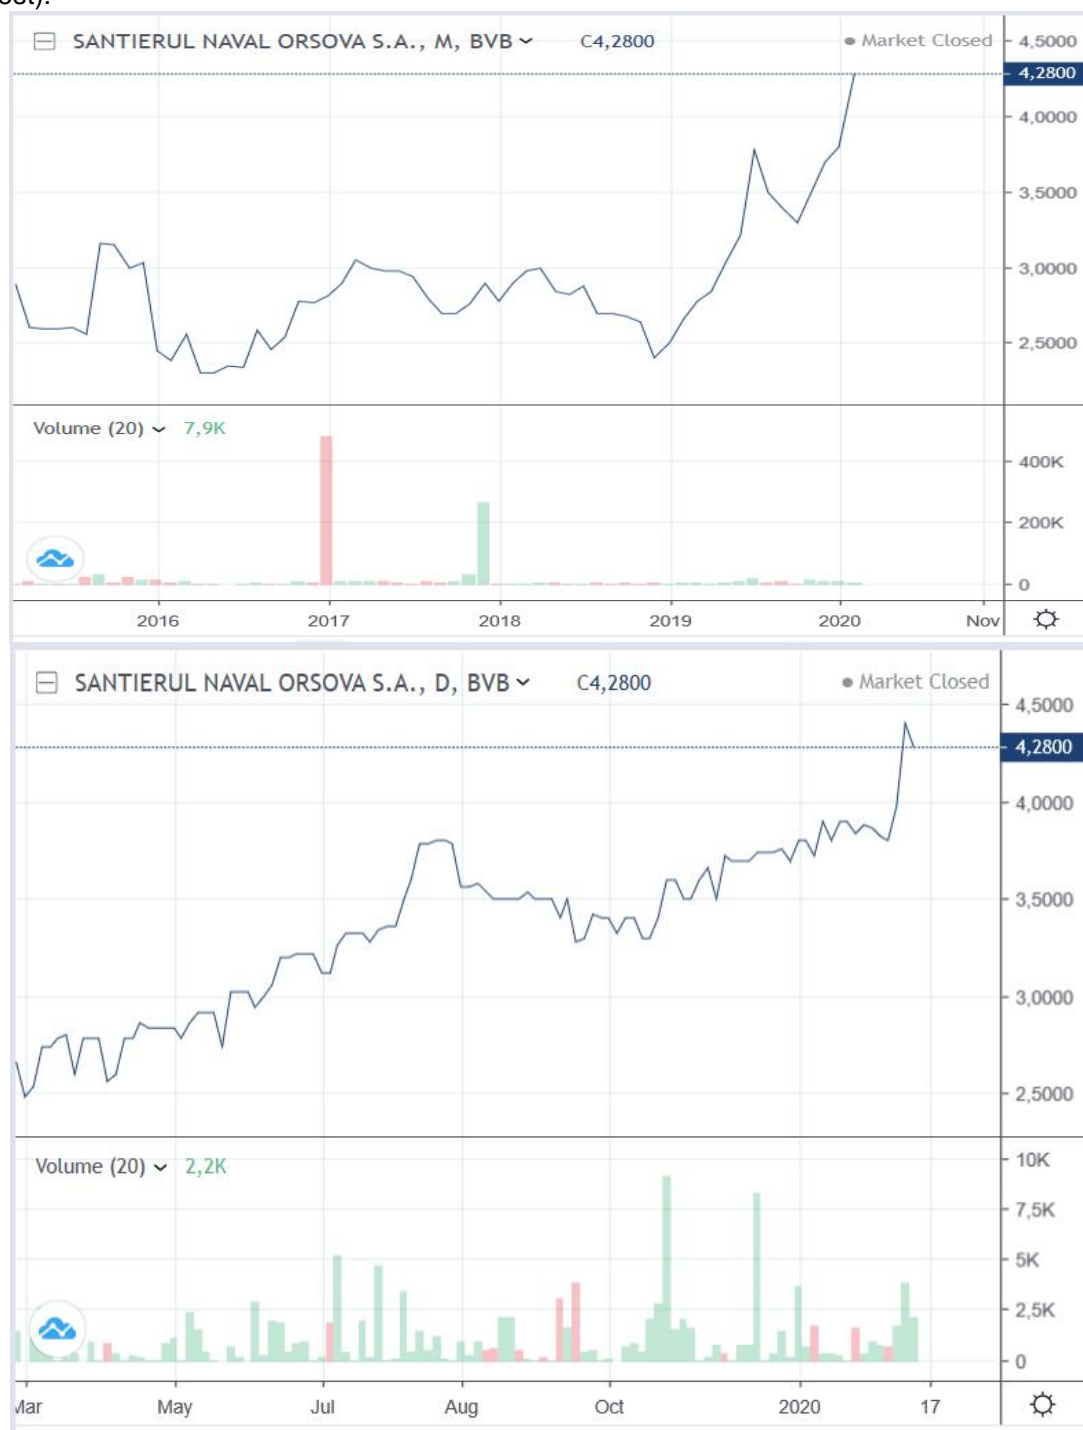 ost).
SANTIERUL NAVAL ORSOVA S.A., M, BVB C4,2800 Market Closed
4,5000
4,2800
4,0000
3,5000
3,0000
2,5000
Volume (20) 7,9K
400K
200K
0
2016 2017 2018 2019 2020 Nov
SANTIERUL NAVAL ORSOVA S.A., D, BVB C4,2800 Market Closed
4,5000
4,2800
4,0000
3,5000
3,0000
2,5000
Volume (20) 2,2K
10K
7,5K
5K
2,5K
0
Mar May Jul Aug Oct 2020 17